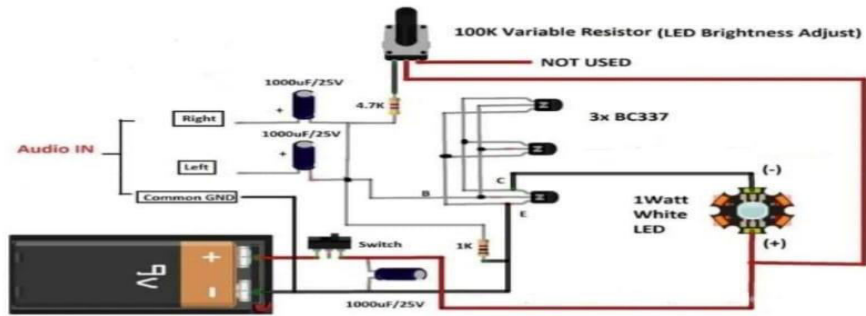 100K Variable Resistor (LED Brightness Adjust)
NOT USED
1000uF/25V
4.7K
3x BC337
+
Right
1000uF/25V
Audio IN
+
Left
C
(-)
B
Common GND
E
1Watt
White
LED
Switch
1K
(+)
+
9v
-
1000uF/25V